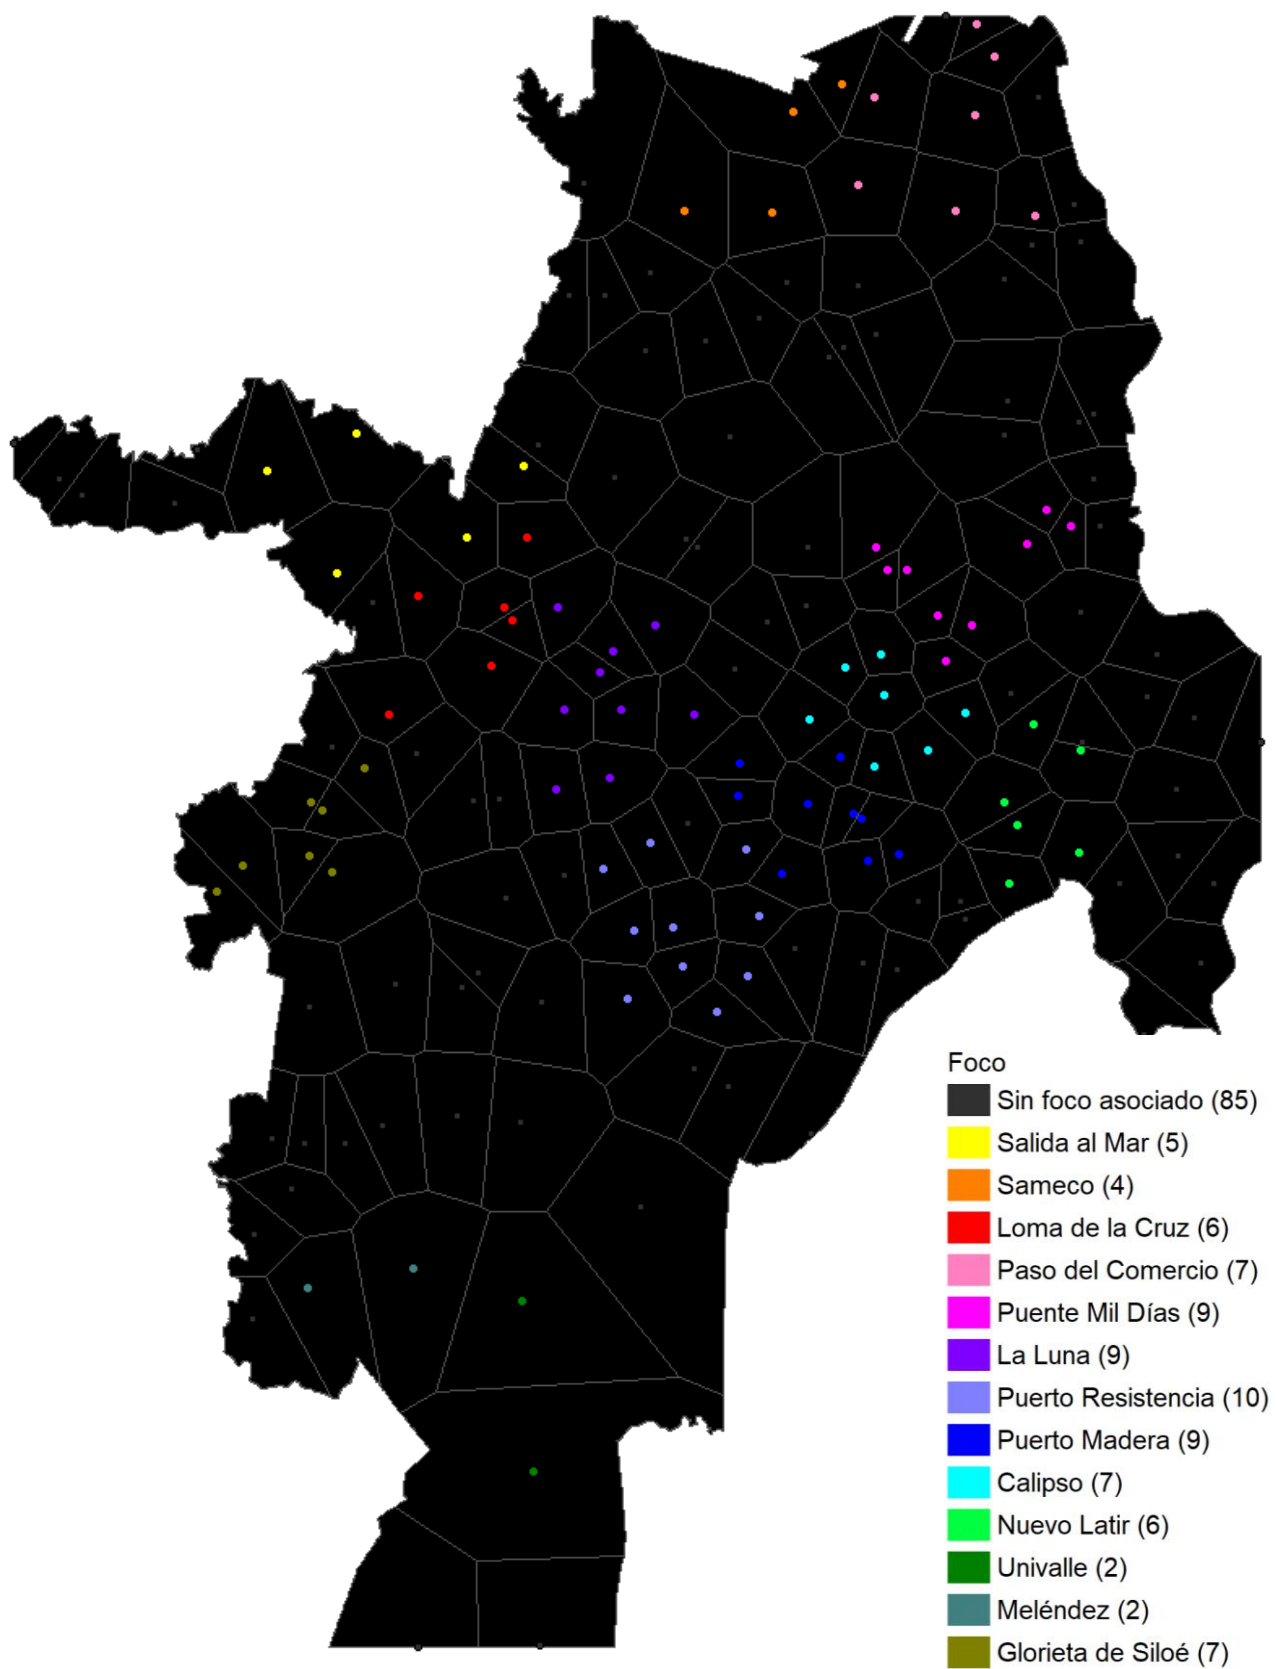 Foco
Sin foco asociado (85)
Salida al Mar (5)
Sameco (4)
Loma de la Cruz (6)
Paso del Comercio (7)
Puente Mil Días (9)
La Luna (9)
Puerto Resistencia (10)
Puerto Madera (9)
Calipso (7)
Nuevo Latir (6)
Univalle (2)
Meléndez (2)
Glorieta de Siloé (7)